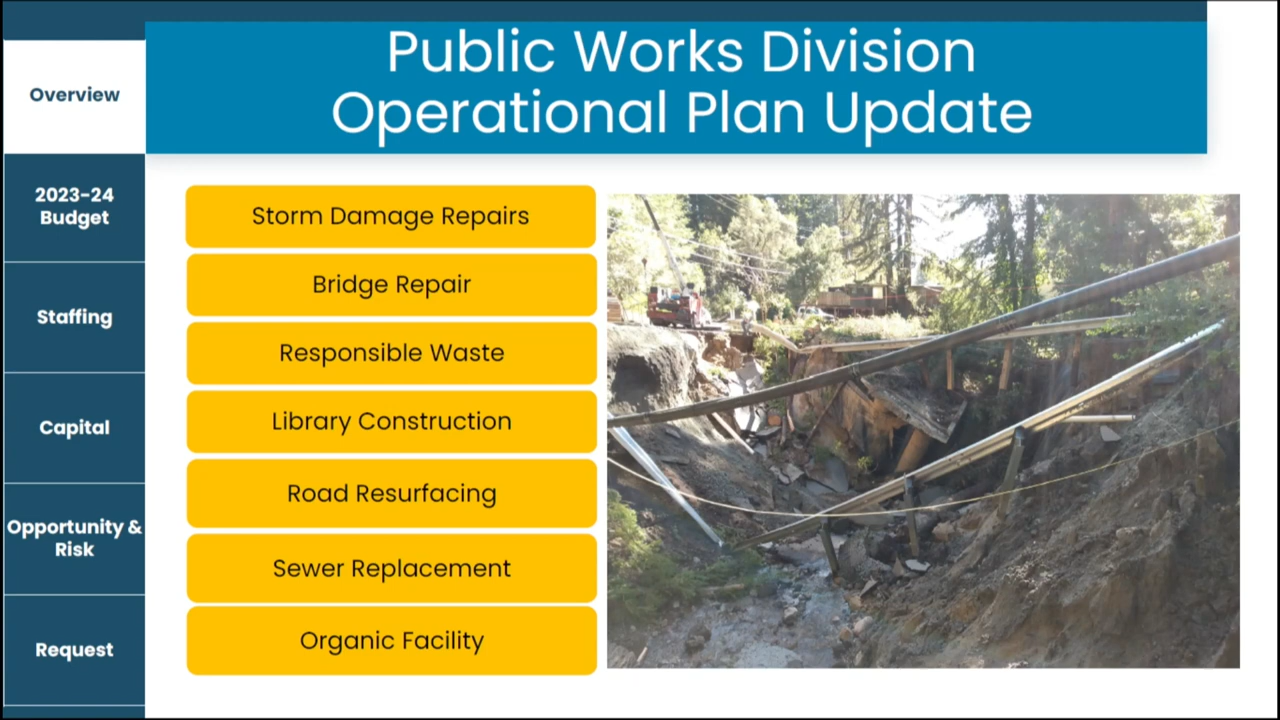 Public Works Division
Operational Plan Update
Overview
2023-24
Budget
Staffing
Capital
Opportunity &
Risk
Request
Storm Damage Repairs
Bridge Repair
Responsible Waste
Library Construction
Road Resurfacing
Sewer Replacement
Organic Facility